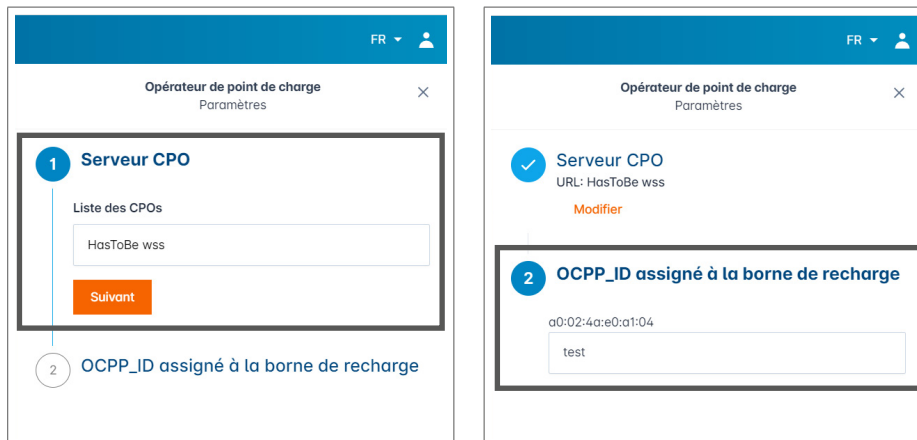 FR
Opérateur de point de charge
Paramètres
1 Serveur CPO
Liste des CPOs
HasToBe wss
Suivant
2 OCPP_ID assigné à la borne de recharge
FR
Opérateur de point de charge
Paramètres
Serveur CPO
URL: HasToBe wss
Modifier
2 OCPP_ID assigné à la borne de recharge
a0:02:4a:e0:a1:04
test